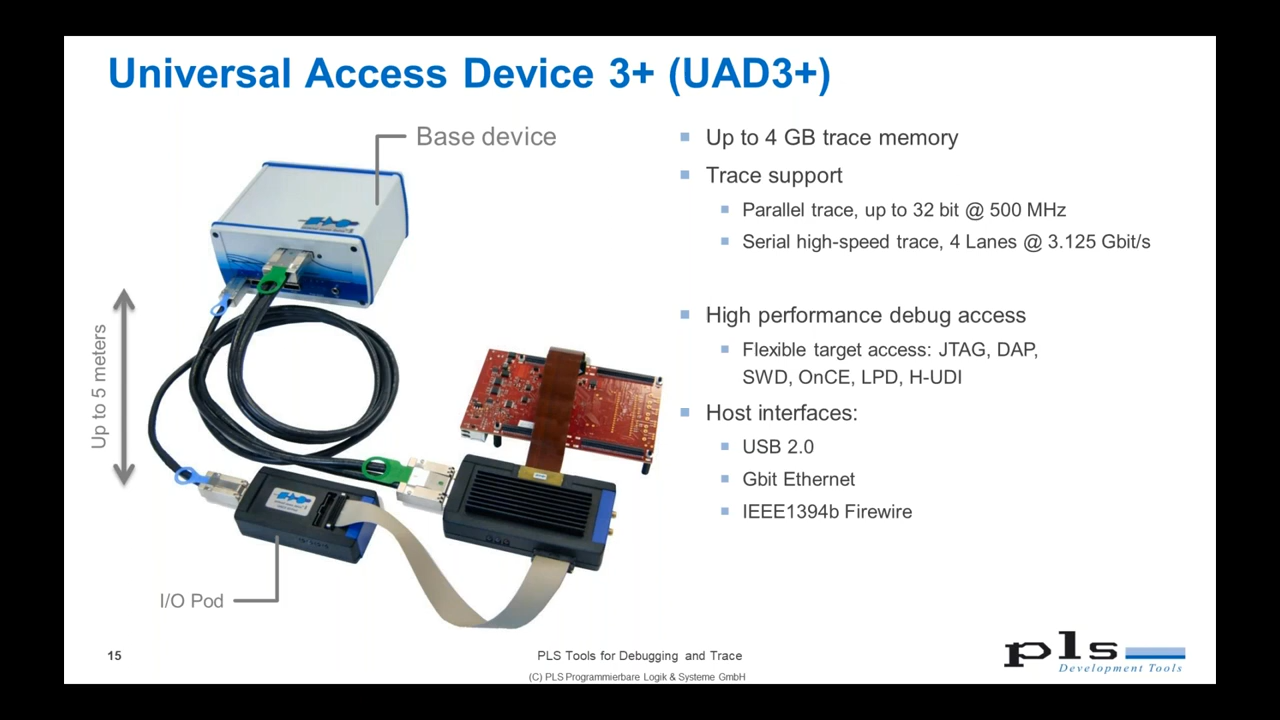 Universal Access Device 3+ (UAD3+)
Base device
Up to 5 meters
I/O Pod
Up to 4 GB trace memory
Trace support
Parallel trace, up to 32 bit @ 500 MHz
Serial high-speed trace, 4 Lanes @ 3.125 Gbit/s
High performance debug access
Flexible target access: JTAG, DAP,
SWD, OnCE, LPD, H-UDI
Host interfaces:
USB 2.0
Gbit Ethernet
IEEE1394b Firewire
15
PLS Tools for Debugging and Trace
(C) PLS Programmierbare Logik & Systeme GmbH
pls
Development Tools